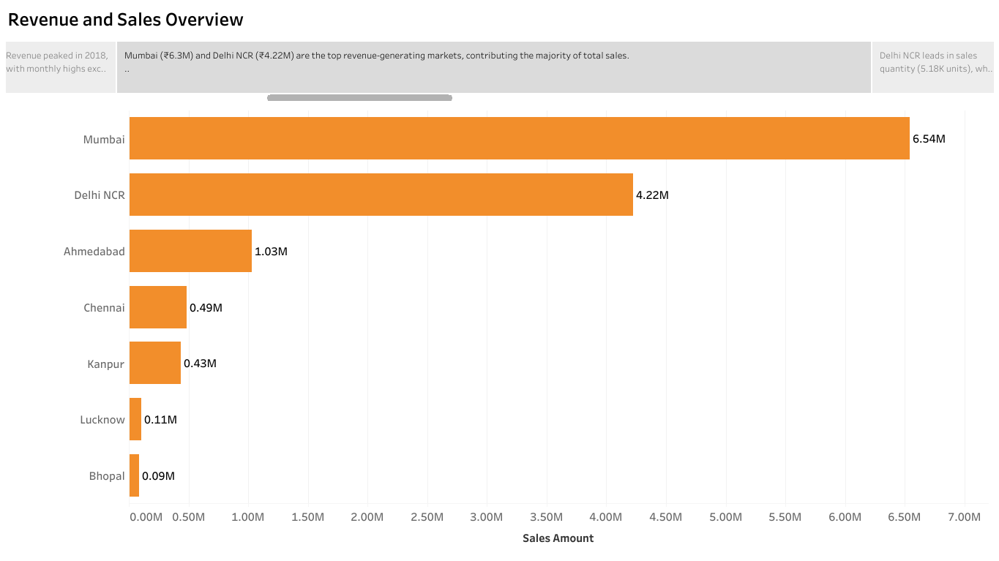 Revenue and Sales Overview
Revenue peaked in 2018,
with monthly highs exc..
Mumbai (₹6.3M) and Delhi NCR (₹4.22M) are the top revenue-generating markets, contributing the majority of total sales.
..
Delhi NCR leads in sales
quantity (5.18K units), wh..
Mumbai 6.54M
Delhi NCR 4.22M
Ahmedabad 1.03M
Chennai 0.49M
Kanpur 0.43M
Lucknow 0.11M
Bhopal 0.09M
0.00M 0.50M 1.00M 1.50M 2.00M 2.50M 3.00M 3.50M 4.00M 4.50M 5.00M 5.50M 6.00M 6.50M 7.00M
Sales Amount